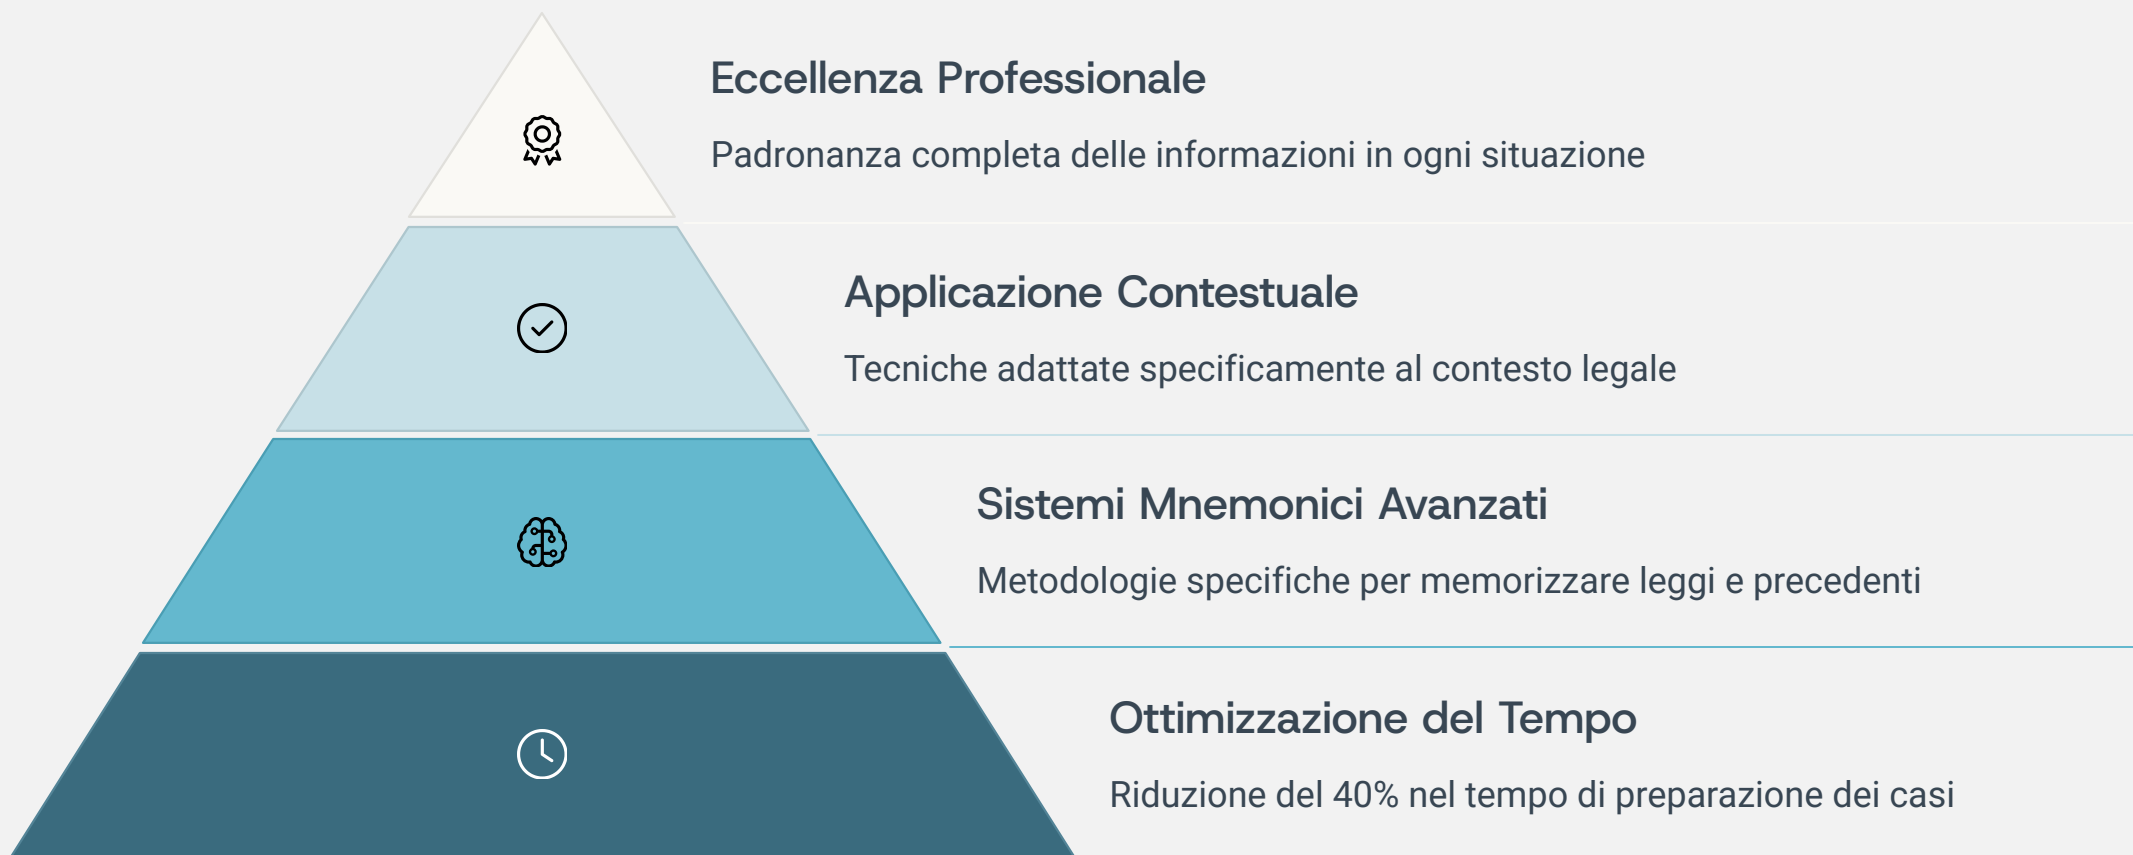 Eccellenza Professionale
Padronanza completa delle informazioni in ogni situazione
Applicazione Contestuale
Tecniche adattate specificamente al contesto legale
Sistemi Mnemonici Avanzati
Metodologie specifiche per memorizzare leggi e precedenti
Ottimizzazione del Tempo
Riduzione del 40% nel tempo di preparazione dei casi